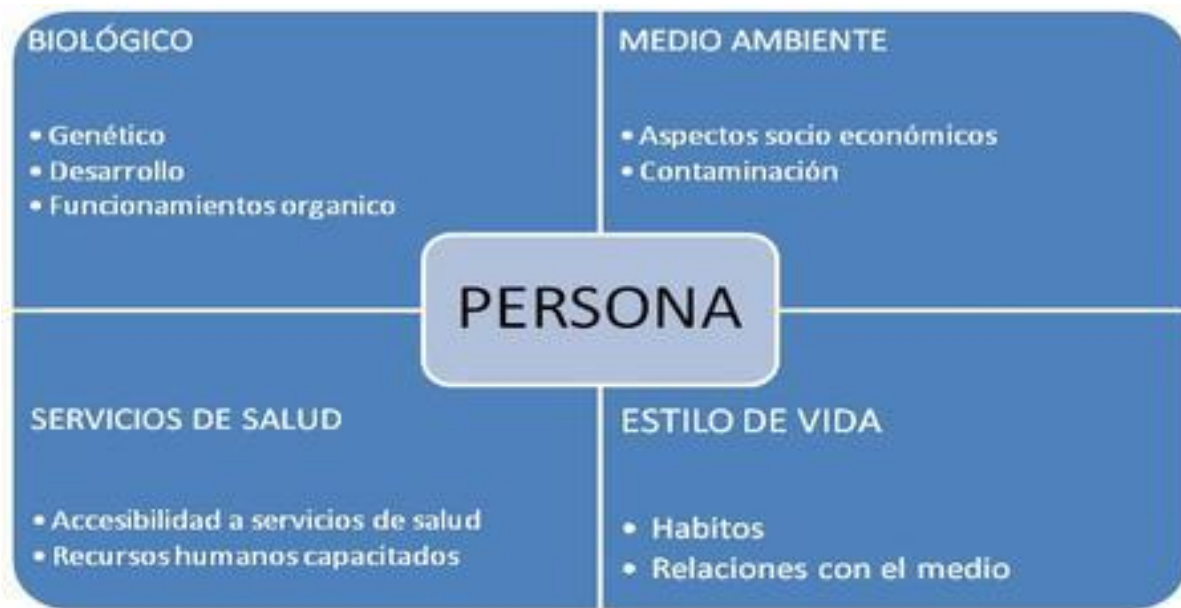 BIOLÓGICO
• Genético
• Desarrollo
• Funcionamientos organico
MEDIO AMBIENTE
• Aspectos socio económicos
• Contaminación
PERSONA
SERVICIOS DE SALUD
• Accesibilidad a servicios de salud
• Recursos humanos capacitados
ESTILO DE VIDA
• Habitos
• Relaciones con el medio